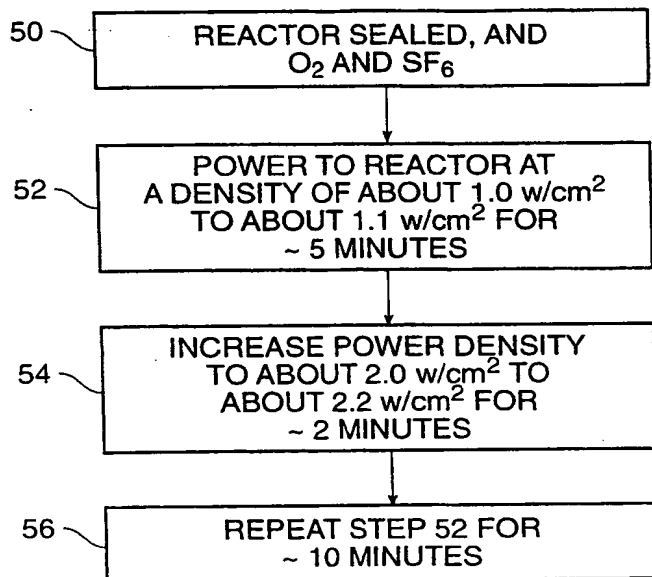 50
REACTOR SEALED, AND
O₂ AND SF₆
52
POWER TO REACTOR AT
A DENSITY OF ABOUT 1.0 w/cm²
TO ABOUT 1.1 w/cm² FOR
~ 5 MINUTES
54
INCREASE POWER DENSITY
TO ABOUT 2.0 w/cm² TO
ABOUT 2.2 w/cm² FOR
~ 2 MINUTES
56
REPEAT STEP 52 FOR
~ 10 MINUTES